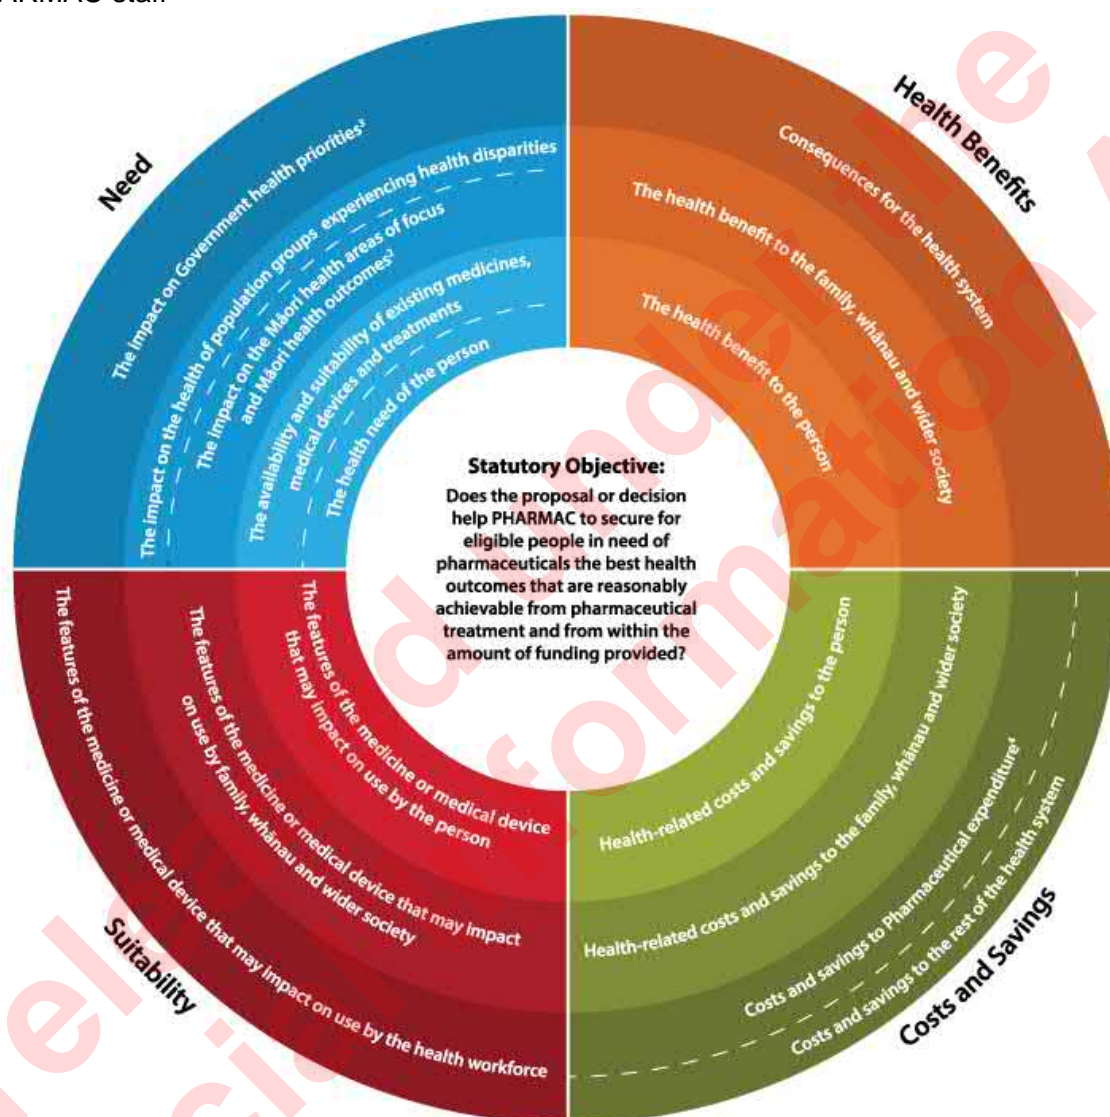 ARMAC staff
Need
The impact on Government health priorities³
The impact on the health of population groups experiencing health disparities
The impact on the Māori health areas of focus
and Māori health outcomes²
The availability and suitability of existing medicines,
medical devices and treatments
The health need of the person
Health Benefits
Consequences for the health system
The health benefit to the family, whānau and wider society
The health benefit to the person
Statutory Objective:
Does the proposal or decision
help PHARMAC to secure for
eligible people in need of
pharmaceuticals the best health
outcomes that are reasonably
achievable from pharmaceutical
treatment and from within the
amount of funding provided?
The features of the medicine or medical device
that may impact on use by the person
The features of the medicine or medical device that may impact
on use by family, whānau and wider society
The features of the medicine or medical device that may impact on use by the health workforce
Suitability
Health-related costs and savings to the person
Health-related costs and savings to the family, whānau and wider society
Costs and savings to Pharmaceutical expenditure⁴
Costs and savings to the rest of the health system
Costs and Savings
d under the
formation